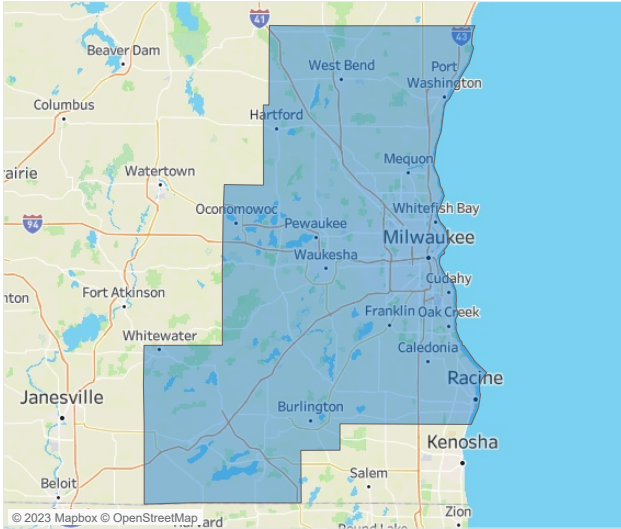 41
43
Beaver Dam
West Bend
Port
Washington
Columbus
Hartford
rairie
Watertown
Mequon
Oconomowoc
Whitefish Bay
94
Pewaukee
Milwaukee
Waukesha
Cudahy
nton
Fort Atkinson
Franklin
Oak Creek
Whitewater
Caledonia
Janesville
Racine
Burlington
Kenosha
Beloit
Salem
Zion
© 2023 Mapbox © OpenStreetMap